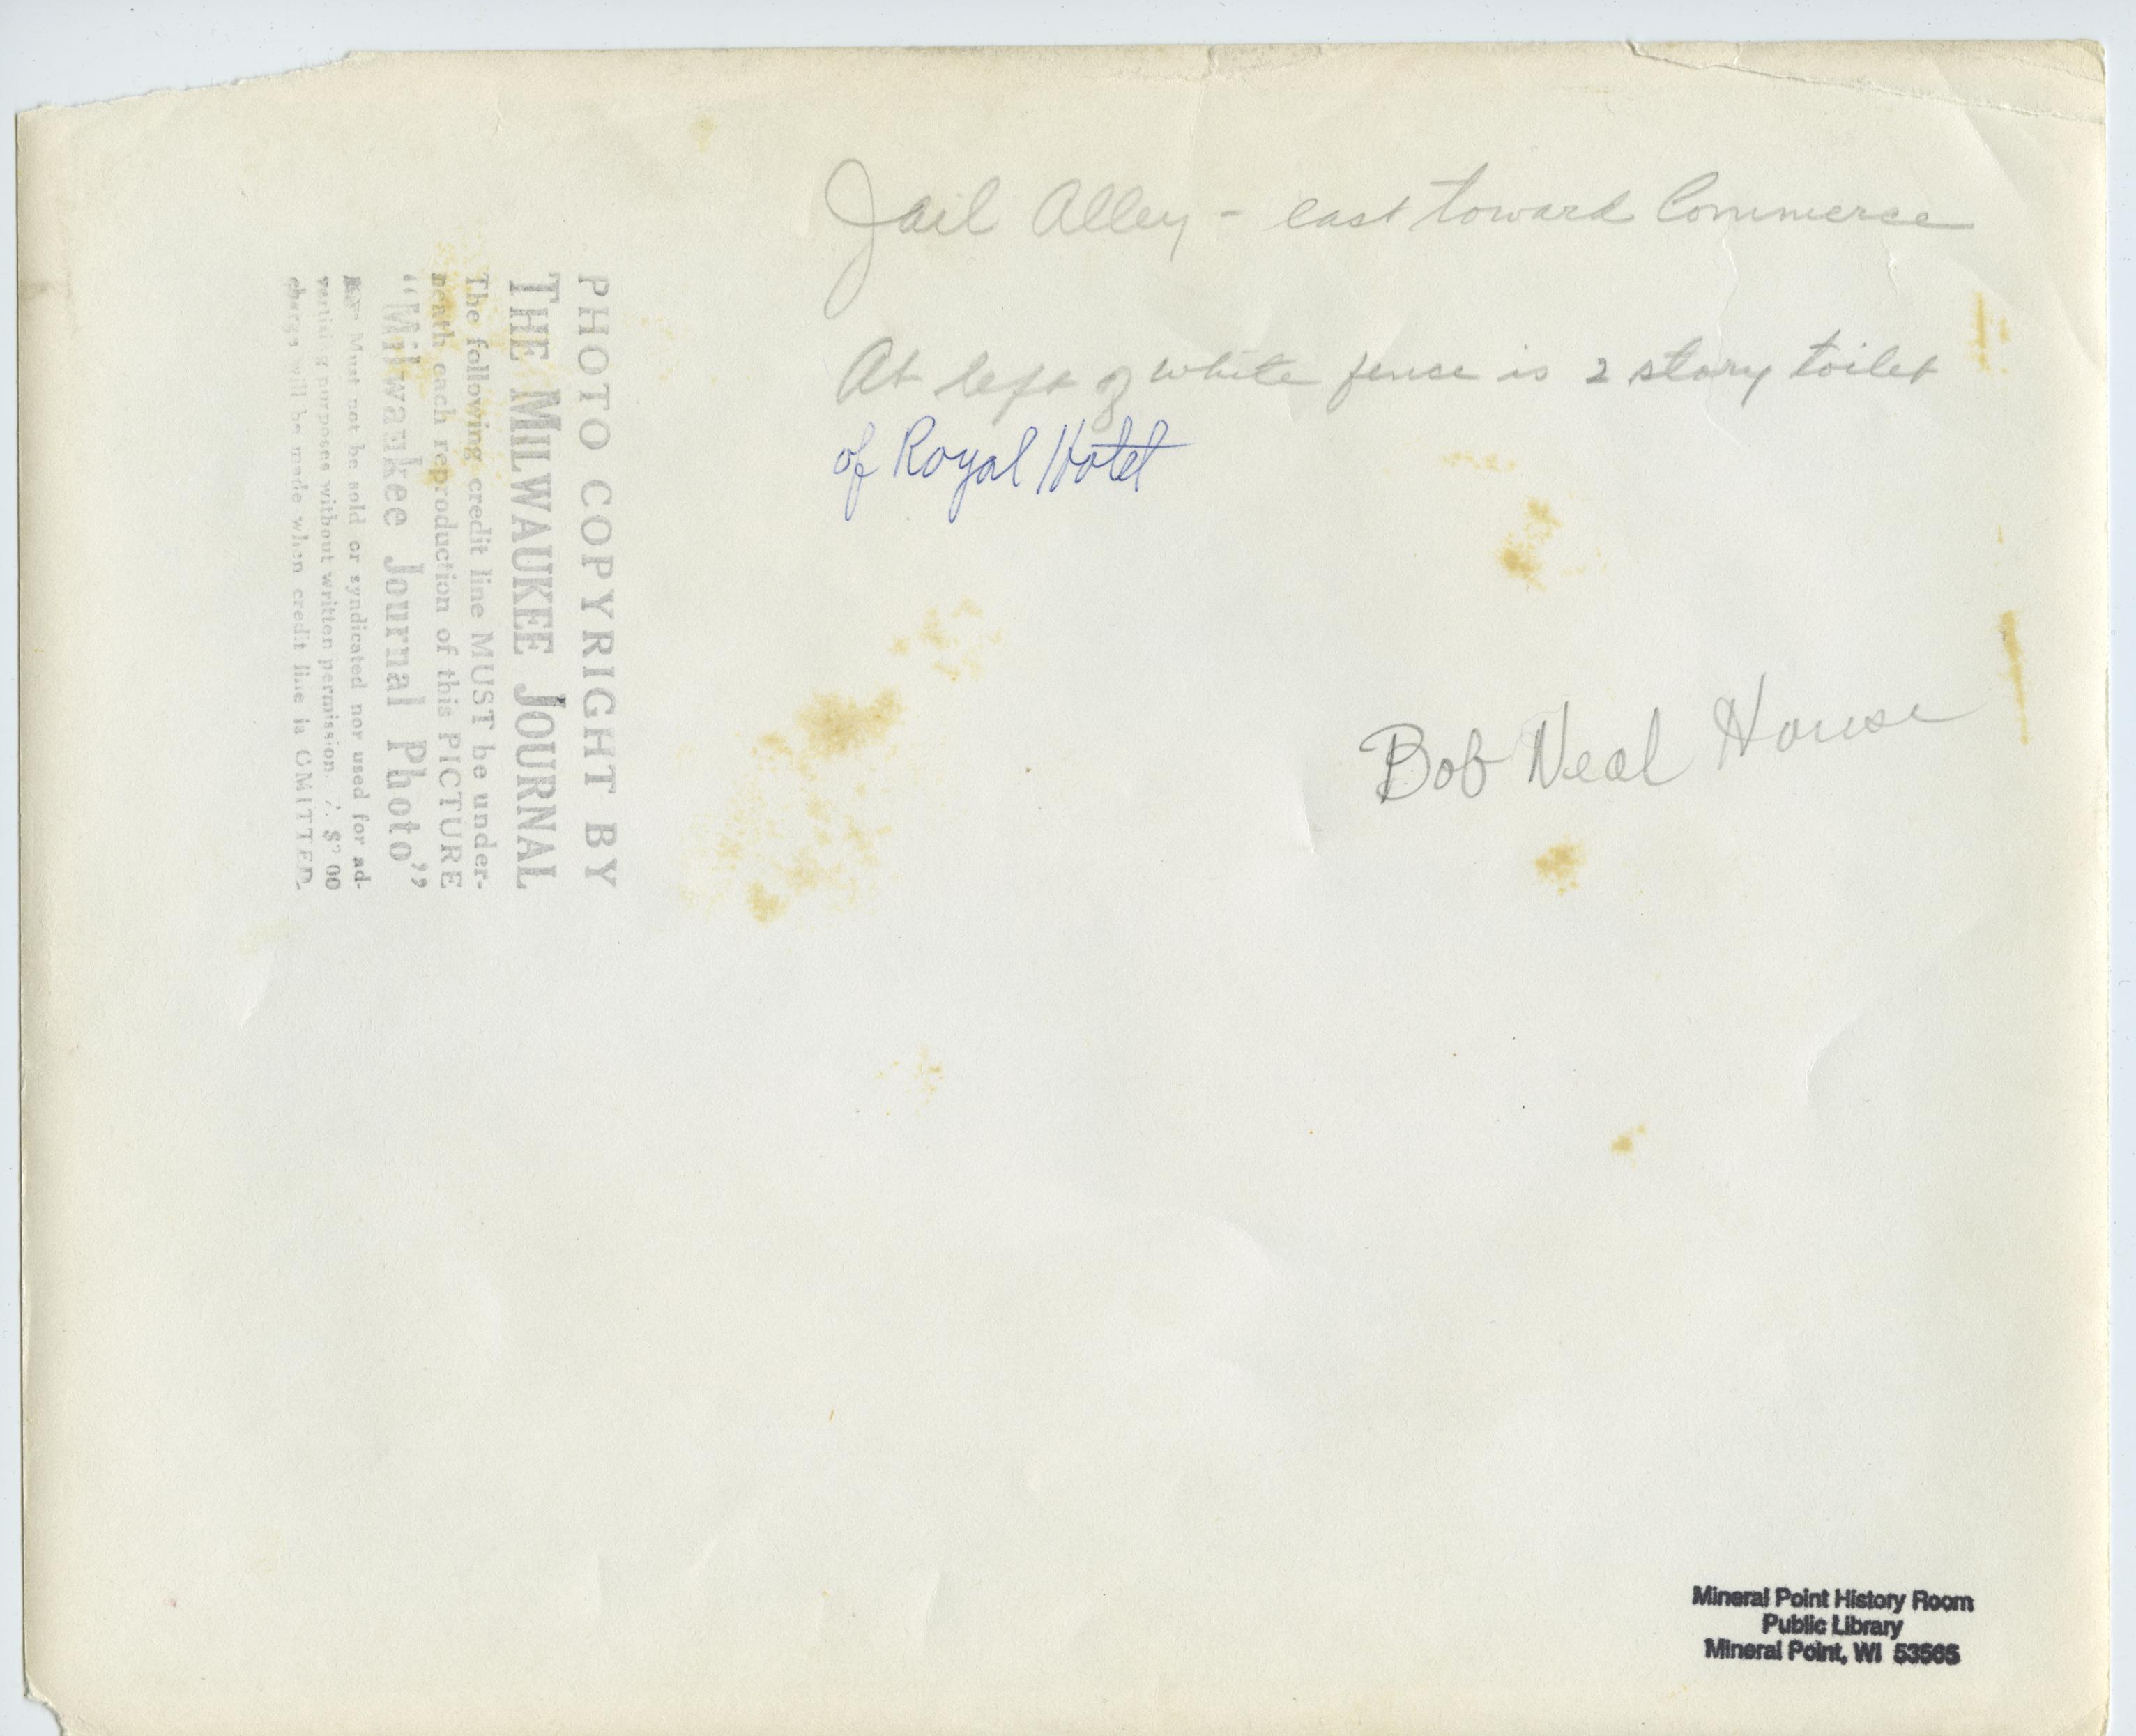 Jail Alley - east toward Commerce
At left of white fence is 2 story toilet
of Royal Hotel
Bob Neal House
PHOTO COPYRIGHT BY
THE MILWAUKEE JOURNAL
The following credit line MUST be under-
neath each reproduction of this PICTURE
“Milwaukee Journal Photo”
Must not be sold or syndicated nor used for ad-
vertising purposes without written permission.
charge will be made when credit line is OMITTED.
Mineral Point History Room
Public Library
Mineral Point, WI 53565